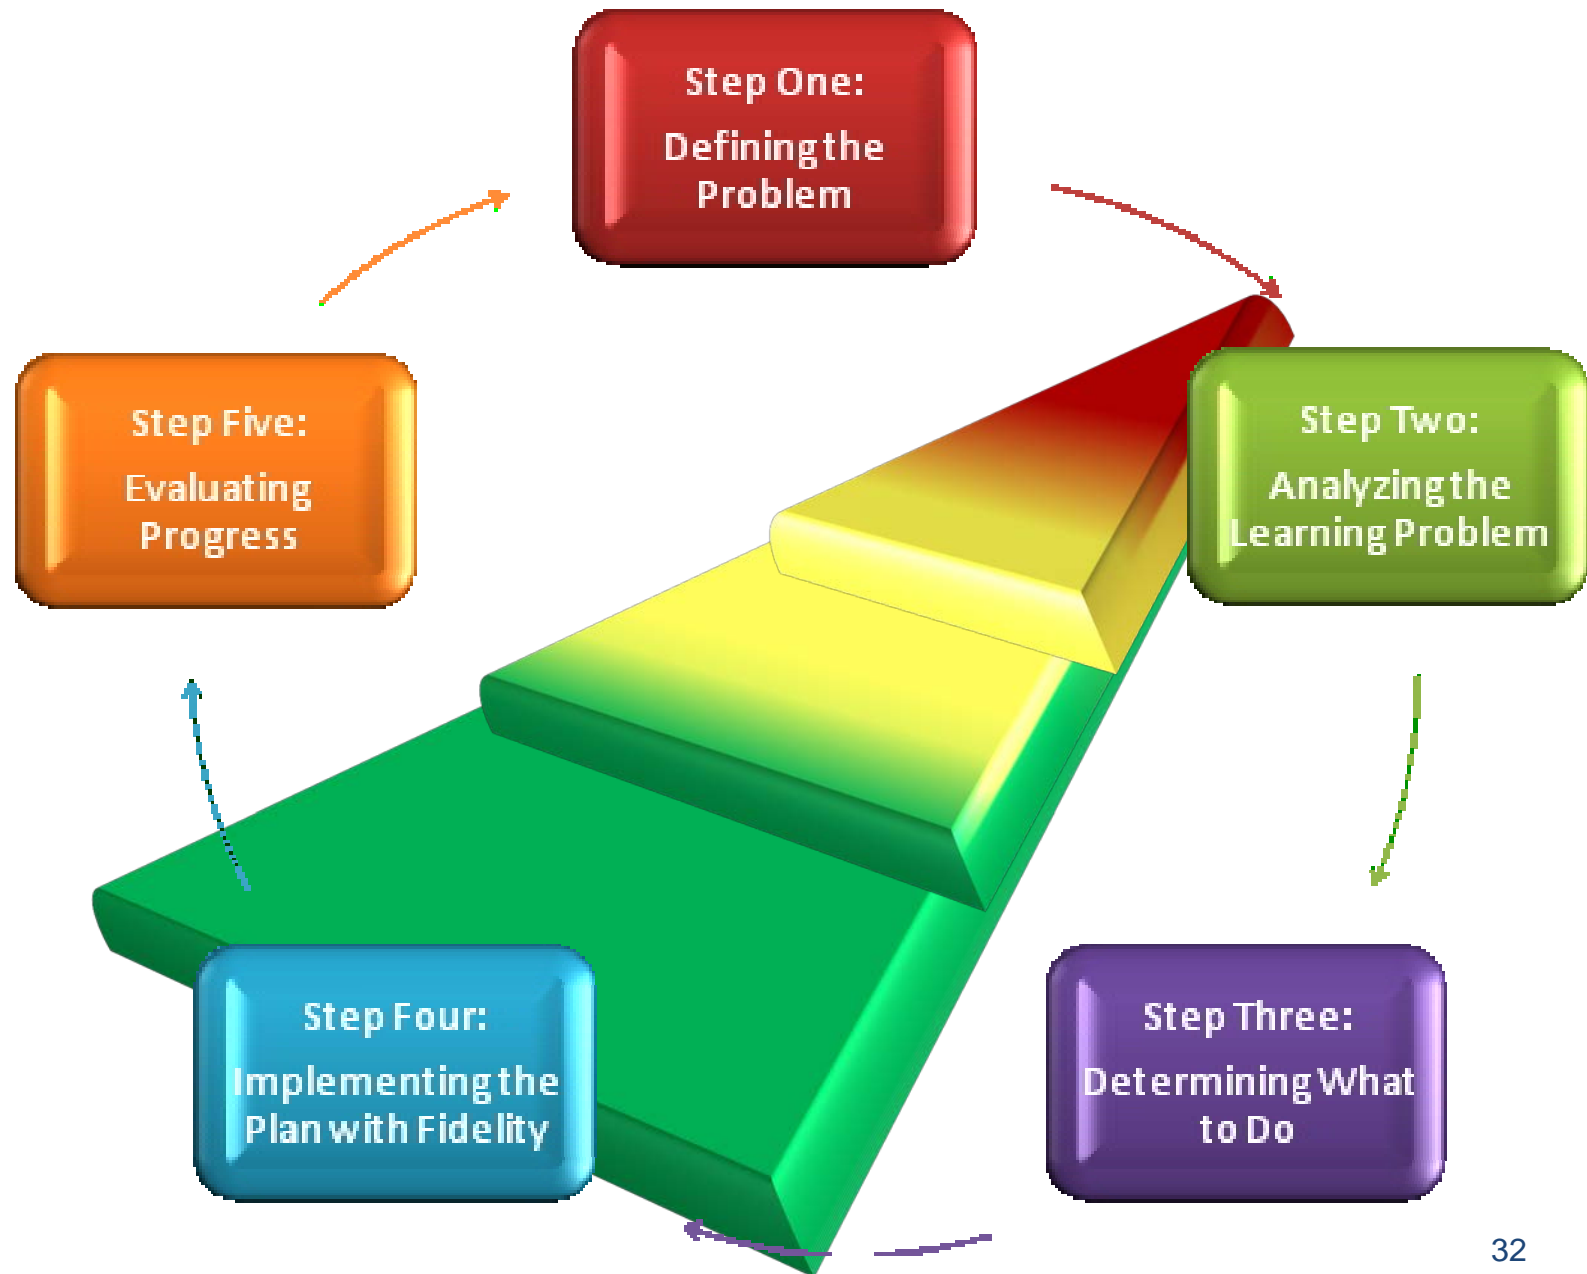 Step One:
Defining the
Problem
Step Two:
Analyzing the
Learning Problem
Step Three:
Determining What
to Do
Step Four:
Implementing the
Plan with Fidelity
Step Five:
Evaluating
Progress
32